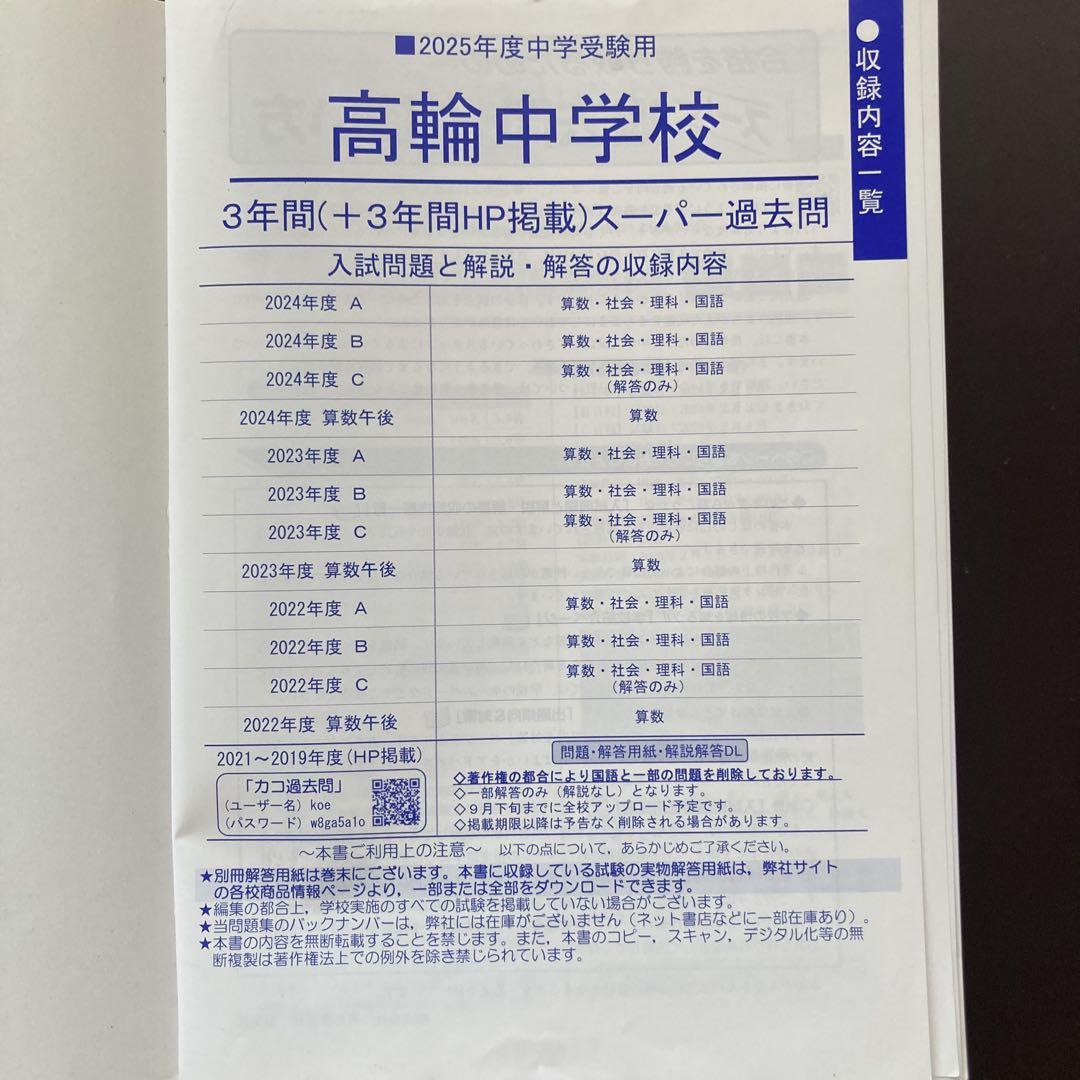 ■2025年度中学受験用
高輪中学校
3年間(+3年間HP掲載)スーパー過去問
●収録内容一覧
入試問題と解説・解答の収録内容
2024年度 A 算数・社会・理科・国語
2024年度 B 算数・社会・理科・国語
2024年度 C 算数・社会・理科・国語
(解答のみ)
2024年度 算数午後 算数
2023年度 A 算数・社会・理科・国語
2023年度 B 算数・社会・理科・国語
2023年度 C 算数・社会・理科・国語
(解答のみ)
2023年度 算数午後 算数
2022年度 A 算数・社会・理科・国語
2022年度 B 算数・社会・理科・国語
2022年度 C 算数・社会・理科・国語
(解答のみ)
2022年度 算数午後 算数
2021～2019年度(HP掲載)
「カコ過去問」
(ユーザー名) koe
(パスワード) w8ga5a1o
問題・解答用紙・解説解答DL
◇著作権の都合により国語と一部の問題を削除しております。
◇一部解答のみ(解説なし)となります。
◇9月下旬までに全校アップロード予定です。
◇掲載期限以降は予告なく削除される場合があります。
～本書ご利用上の注意～ 以下の点について，あらかじめご了承ください。
★別冊解答用紙は巻末にございます。本書に収録している試験の実物解答用紙は，弊社サイト
の各校商品情報ページより，一部または全部をダウンロードできます。
★編集の都合上，学校実施のすべての試験を掲載していない場合がございます。
★当問題集のバックナンバーは，弊社には在庫がございません(ネット書店などに一部在庫あり)。
★本書の内容を無断転載することを禁じます。また，本書のコピー，スキャン，デジタル化等の無
断複製は著作権法上での例外を除き禁じられています。